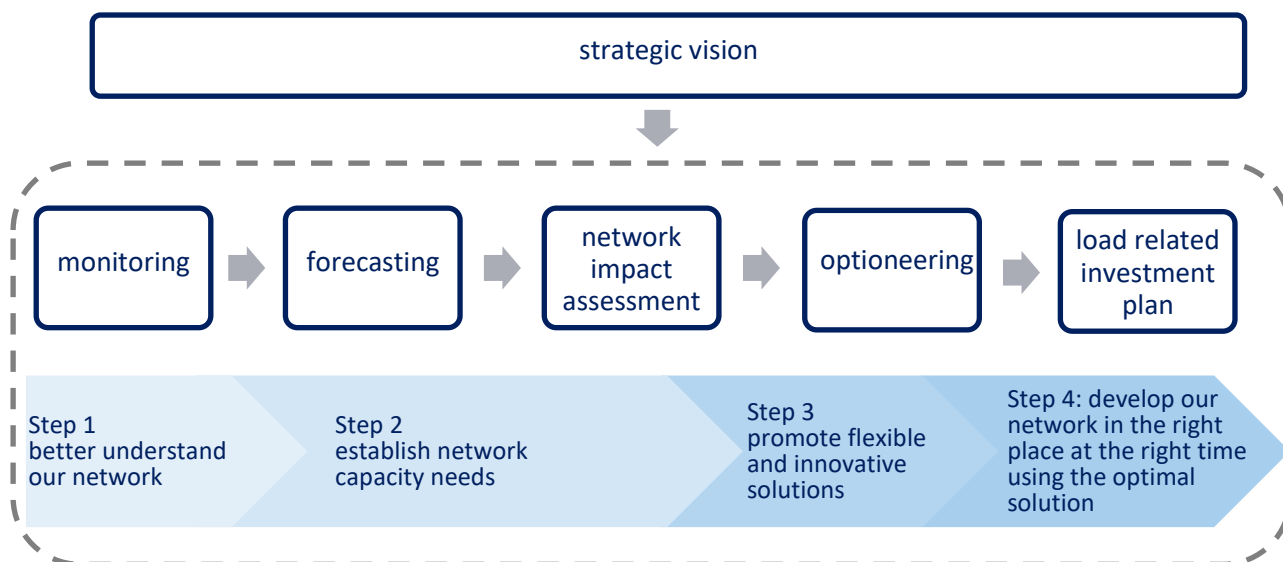 strategic vision
monitoring
forecasting
network
impact
assessment
optioneering
load related
investment
plan
Step 1
better understand
our network
Step 2
establish network
capacity needs
Step 3
promote flexible
and innovative
solutions
Step 4: develop our
network in the right
place at the right time
using the optimal
solution